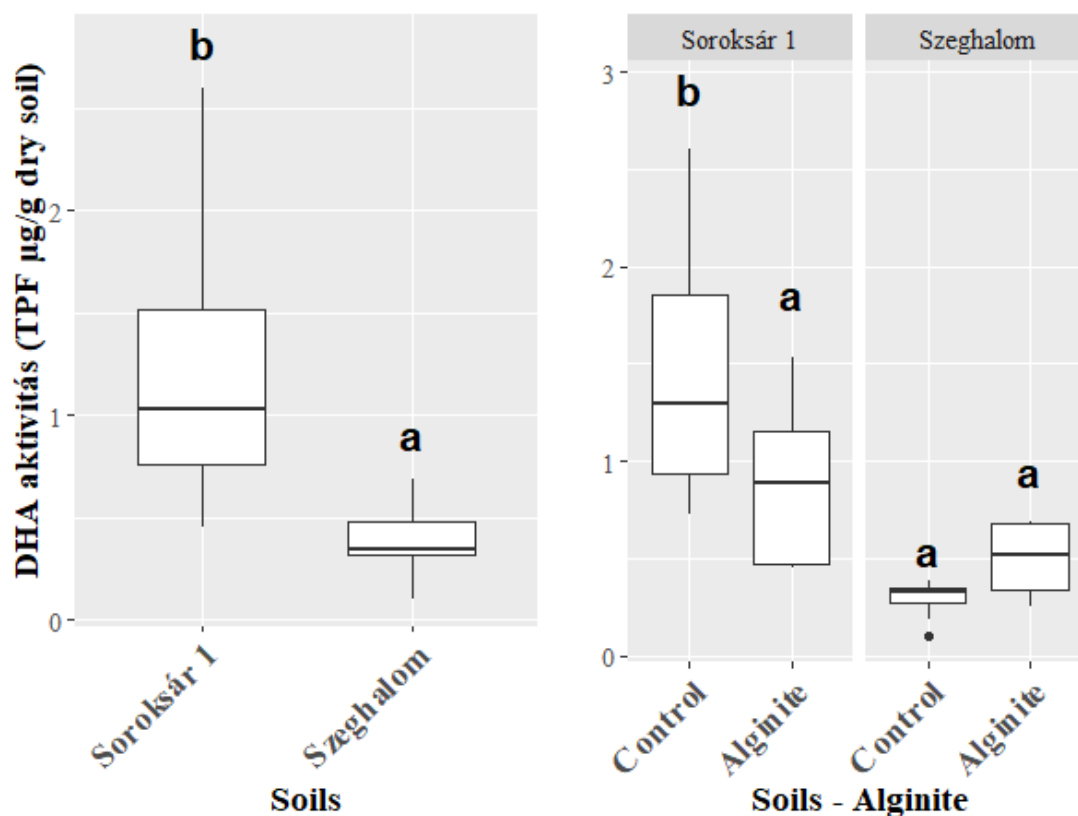 DHA aktivitás (TPF µg/g dry soil)
2
1
0
b
a
Soroksár 1
Szeghalom
Soils
Soroksár 1
Szeghalom
3
2
1
0
b
a
a
a
Control
Alginite
Control
Alginite
Soils - Alginite